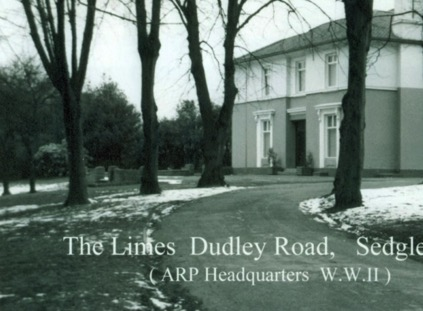 The Limes Dudley Road, Sedgle
( ARP Headquarters W.W.II )